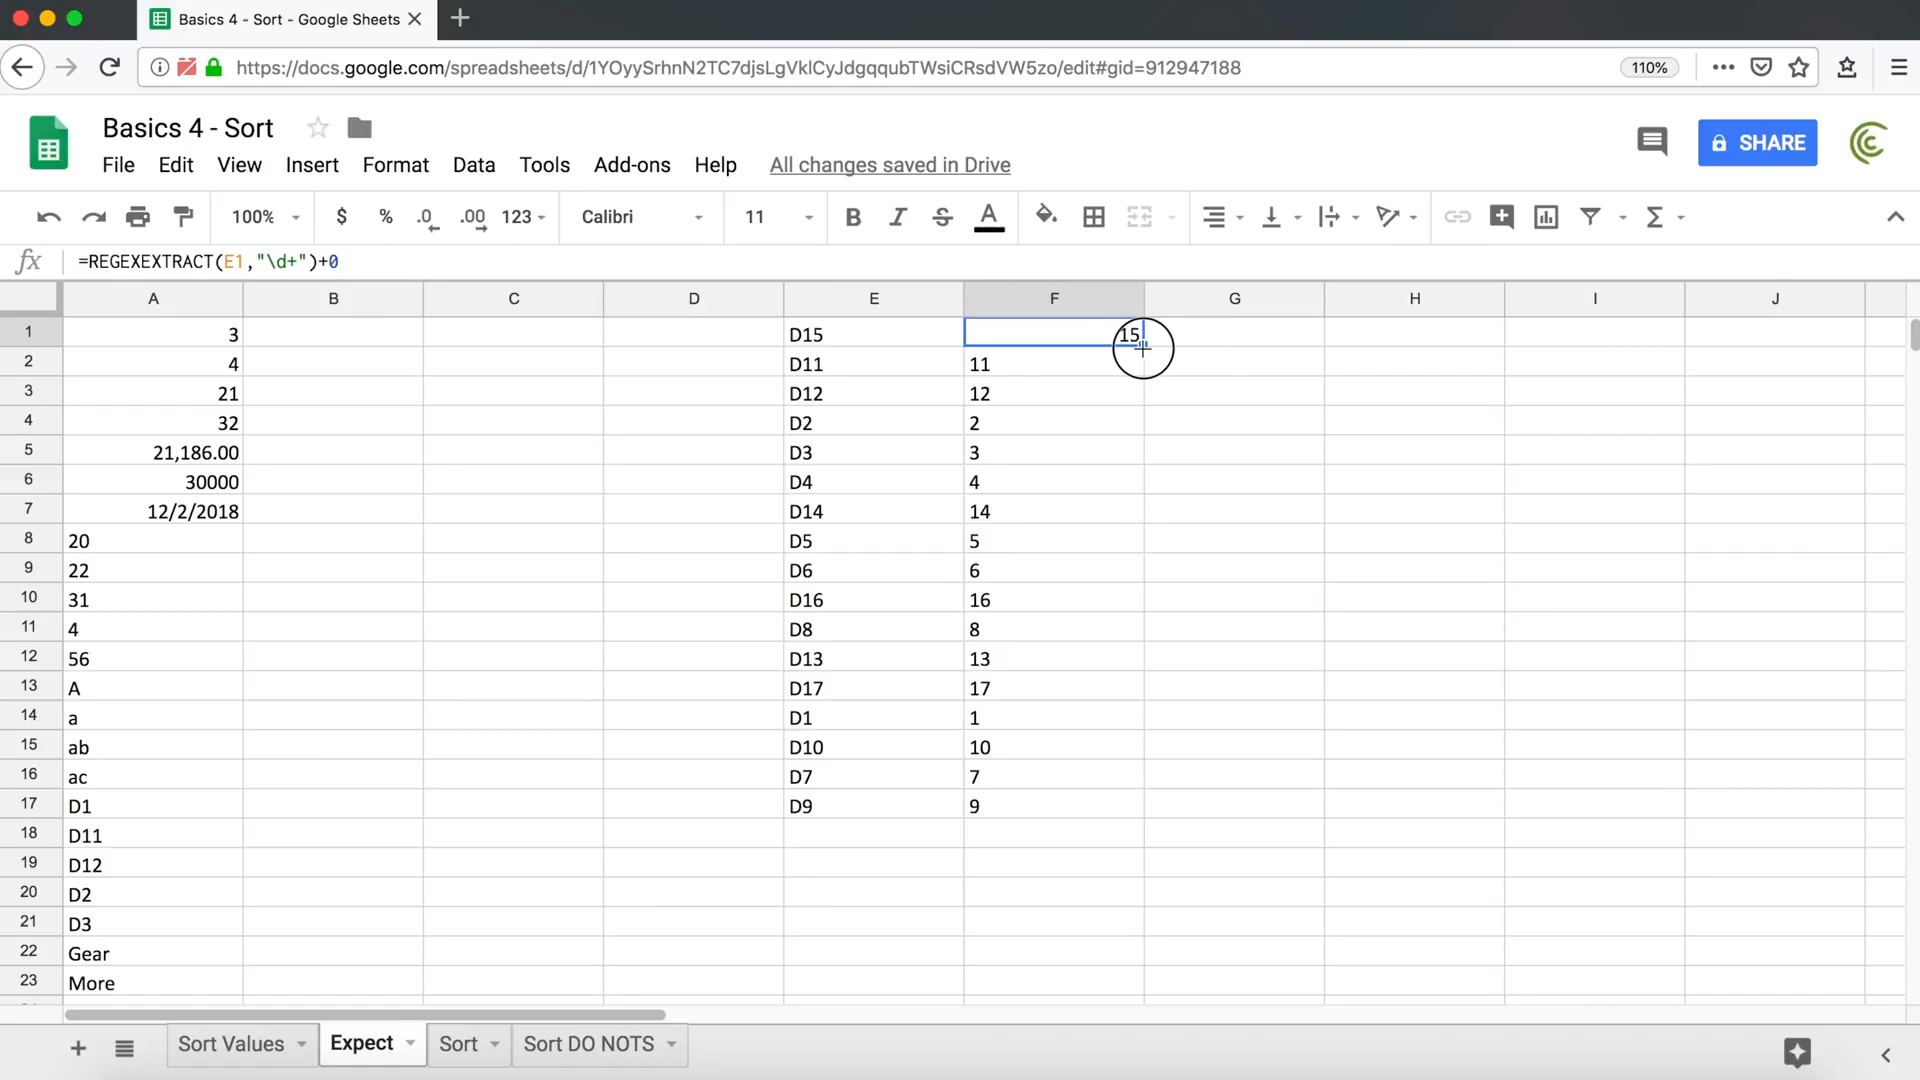 Basics 4 - Sort - Google Sheets
https://docs.google.com/spreadsheets/d/1YOyySrhnN2TC7djsLgVklCyJdgqqubTWsiCRsdVW5zo/edit#gid=912947188 110%
Basics 4 - Sort
SHARE
File Edit View Insert Format Data Tools Add-ons Help All changes saved in Drive
100% $ % .0 .00 123 Calibri 11 B I S A Σ
fx =REGEXEXTRACT(E1,"\d+")+0
A B C D E F G H I J
1 3 D15 15
2 4 D11 11
3 21 D12 12
4 32 D2 2
5 21,186.00 D3 3
6 30000 D4 4
7 12/2/2018 D14 14
8 20 D5 5
9 22 D6 6
10 31 D16 16
11 4 D8 8
12 56 D13 13
13 A D17 17
14 a D1 1
15 ab D10 10
16 ac D7 7
17 D1 D9 9
18 D11
19 D12
20 D2
21 D3
22 Gear
23 More
Sort Values Expect Sort Sort DO NOTS